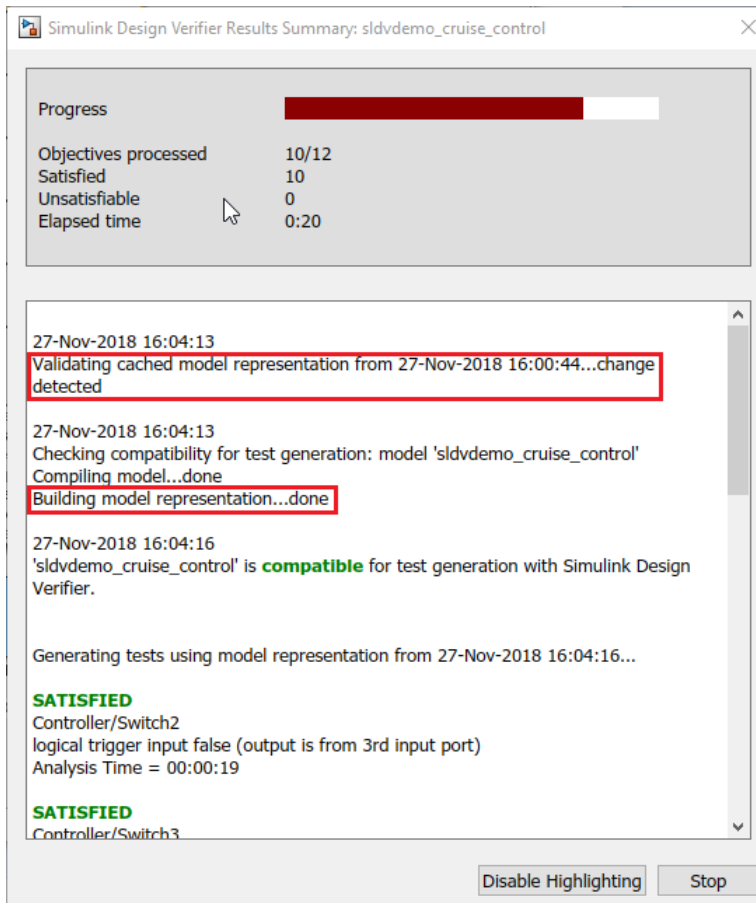 Simulink Design Verifier Results Summary: sldvdemo_cruise_control
Progress
Objectives processed 10/12
Satisfied 10
Unsatisfiable 0
Elapsed time 0:20
27-Nov-2018 16:04:13
Validating cached model representation from 27-Nov-2018 16:00:44...change
detected
27-Nov-2018 16:04:13
Checking compatibility for test generation: model 'sldvdemo_cruise_control'
Compiling model...done
Building model representation...done
27-Nov-2018 16:04:16
'sldvdemo_cruise_control' is compatible for test generation with Simulink Design
Verifier.
Generating tests using model representation from 27-Nov-2018 16:04:16...
SATISFIED
Controller/Switch2
logical trigger input false (output is from 3rd input port)
Analysis Time = 00:00:19
SATISFIED
Controller/Switch3
Disable Highlighting Stop